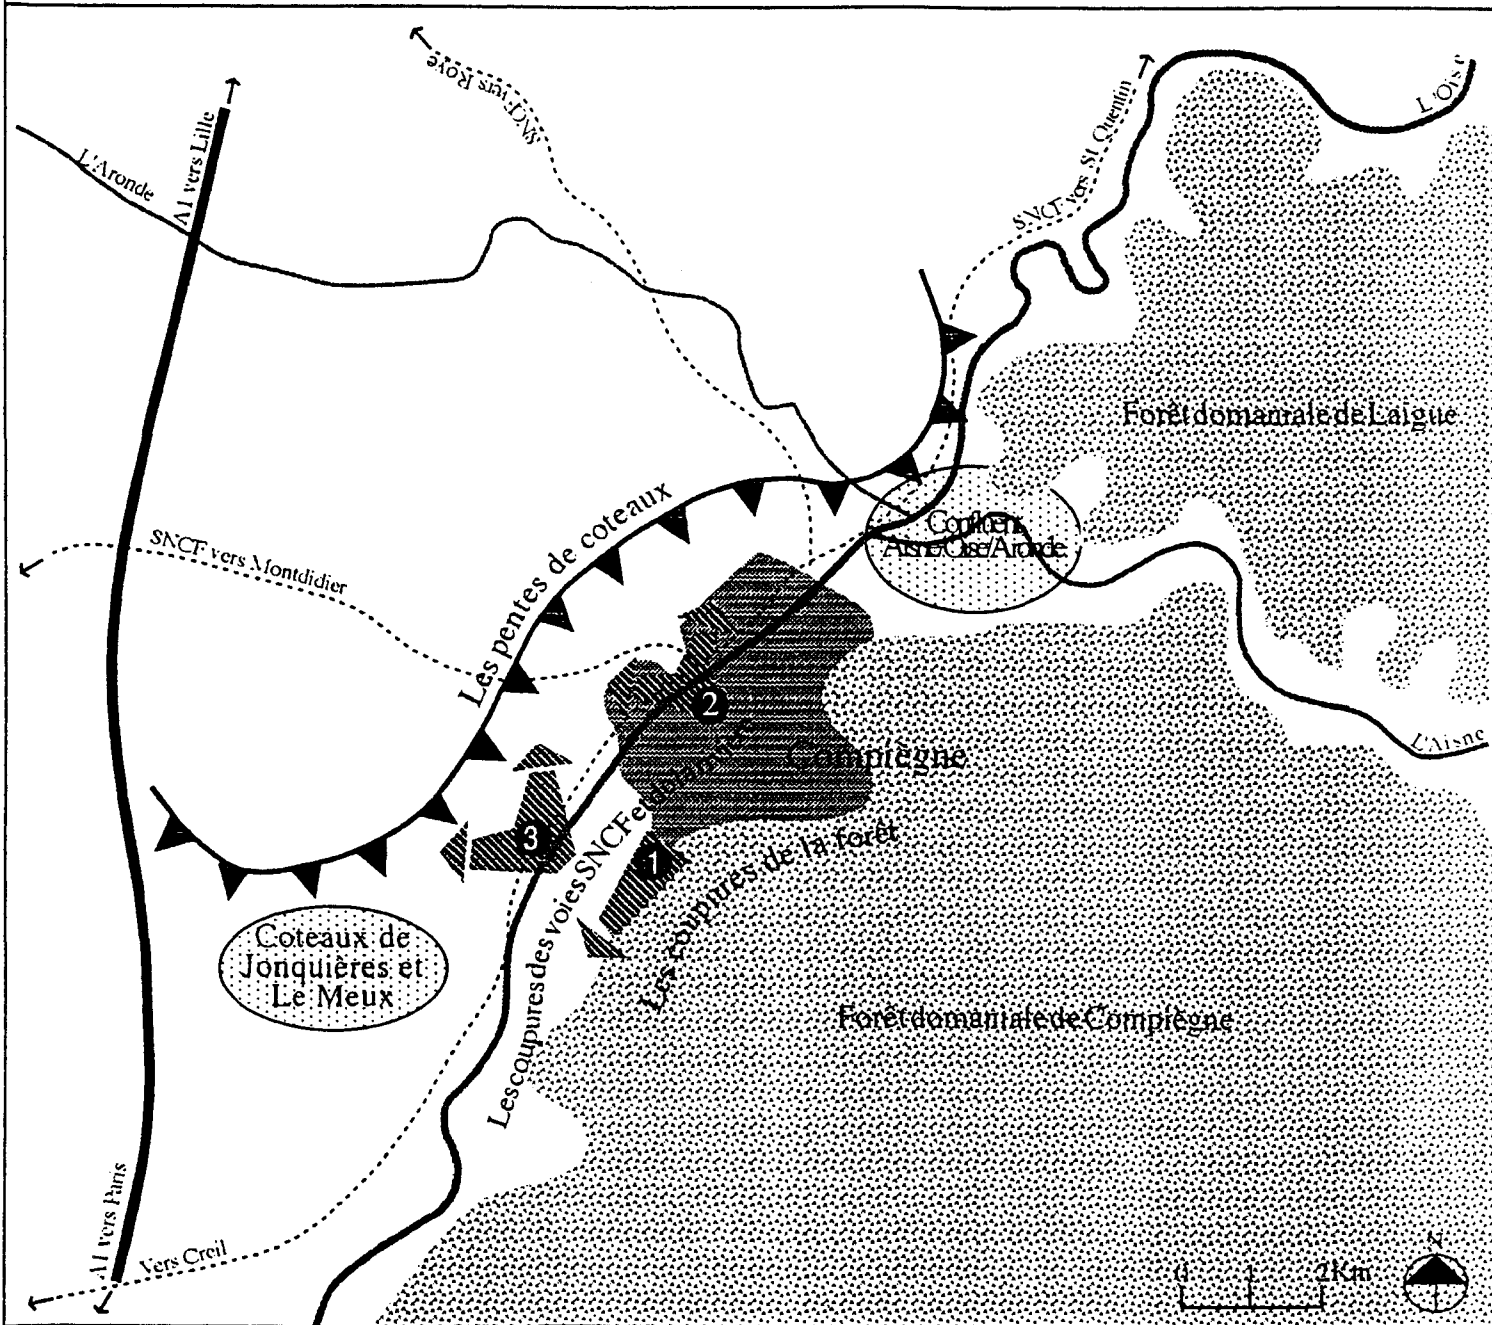 SNCF vers Roye
L'Oise
A1 vers Lille
L'Aronde
SNCF vers St Quentin
Forêt domaniale de Laigue
Les pentes de coteaux
Confluent
Aisne/Oise/Aronde
SNCF vers Montdidier
2
Compiègne
L'Aisne
3
1
Les coupures de la forêt
Les coupures des voies SNCF et
Coteaux de
Jonquières et
Le Meux
Forêt domaniale de Compiègne
A1 vers Paris
Vers Creil
0 1 2Km
N